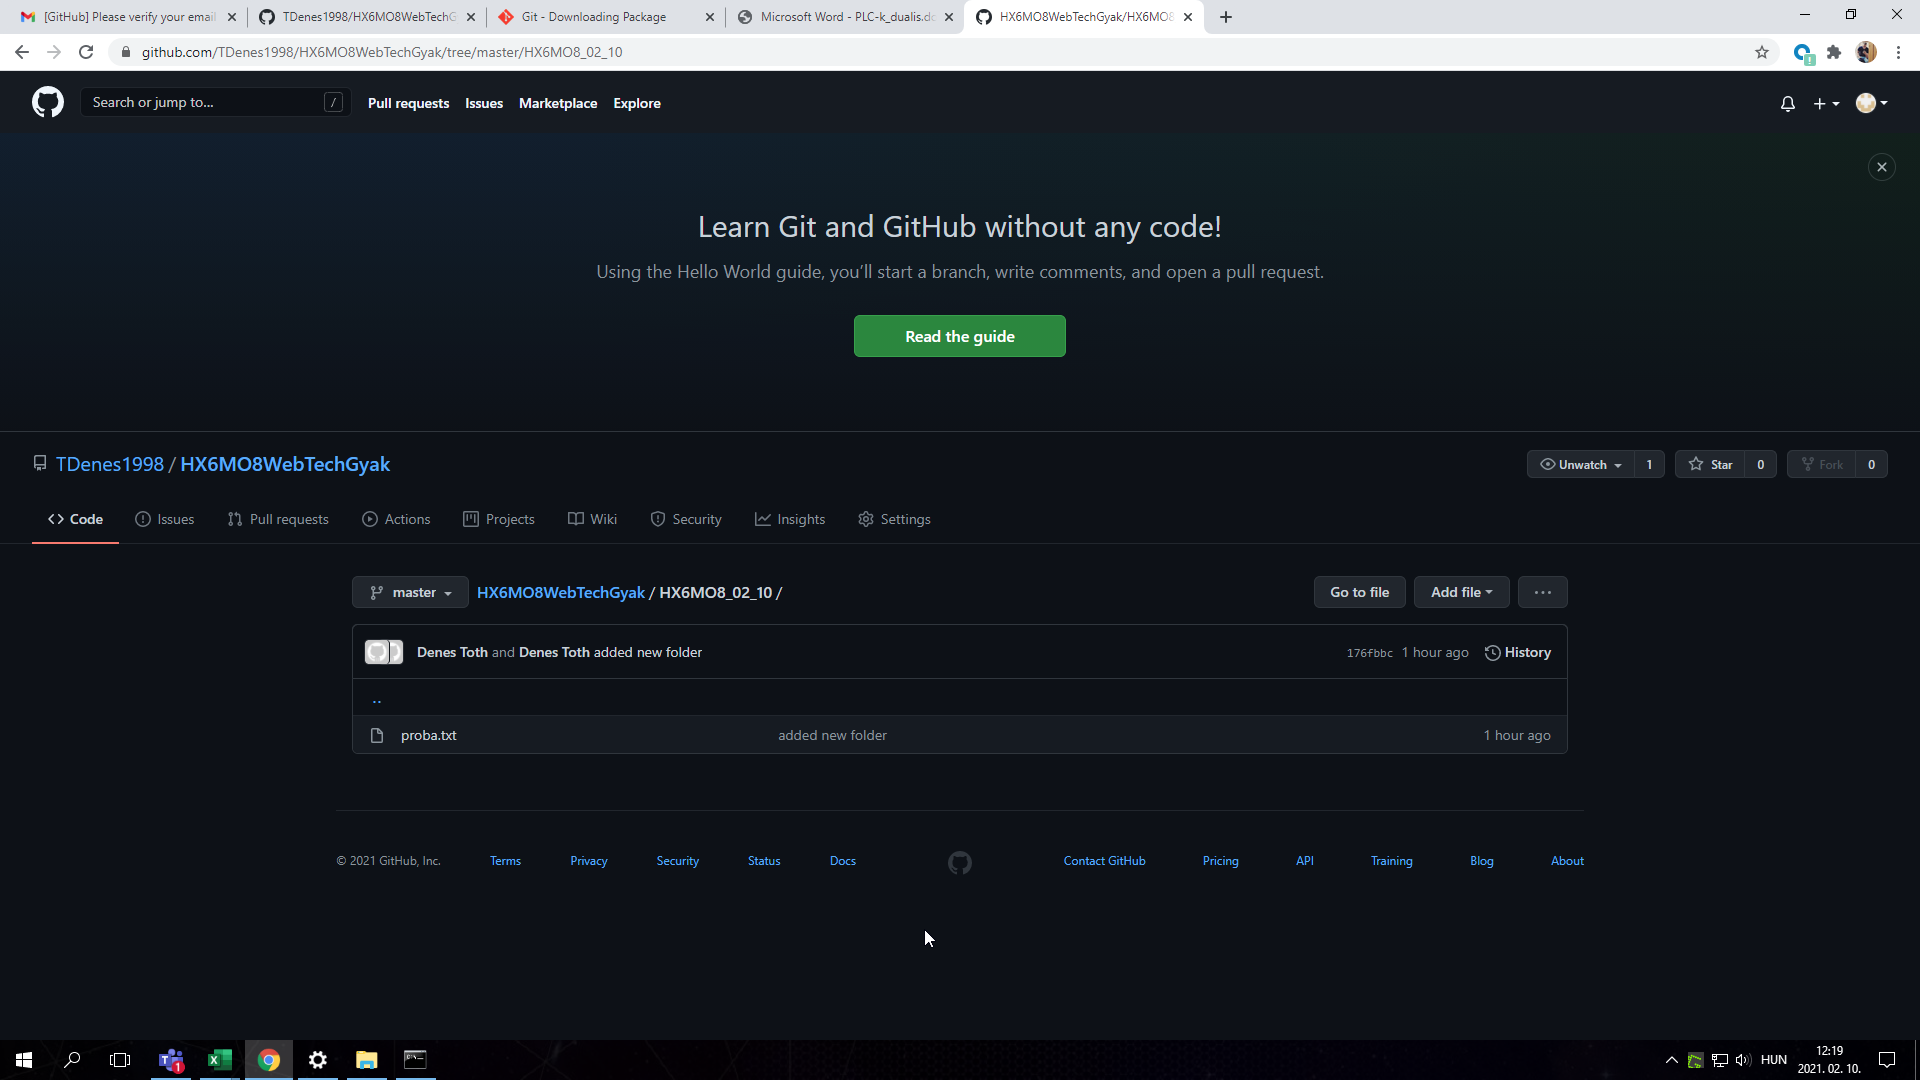 [GitHub] Please verify your email
TDenes1998/HX6MO8WebTechG
Git - Downloading Package
Microsoft Word - PLC-k_dualis.do
HX6MO8WebTechGyak/HX6MO8
github.com/TDenes1998/HX6MO8WebTechGyak/tree/master/HX6MO8_02_10
Search or jump to...
/
Pull requests
Issues
Marketplace
Explore
Learn Git and GitHub without any code!
Using the Hello World guide, you’ll start a branch, write comments, and open a pull request.
Read the guide
TDenes1998 / HX6MO8WebTechGyak
Unwatch
1
Star
0
Fork
0
Code
Issues
Pull requests
Actions
Projects
Wiki
Security
Insights
Settings
master
HX6MO8WebTechGyak / HX6MO8_02_10 /
Go to file
Add file
...
Denes Toth and Denes Toth added new folder
176fbbc
1 hour ago
History
..
proba.txt
added new folder
1 hour ago
© 2021 GitHub, Inc.
Terms
Privacy
Security
Status
Docs
Contact GitHub
Pricing
API
Training
Blog
About
1
HUN
12:19
2021. 02. 10.